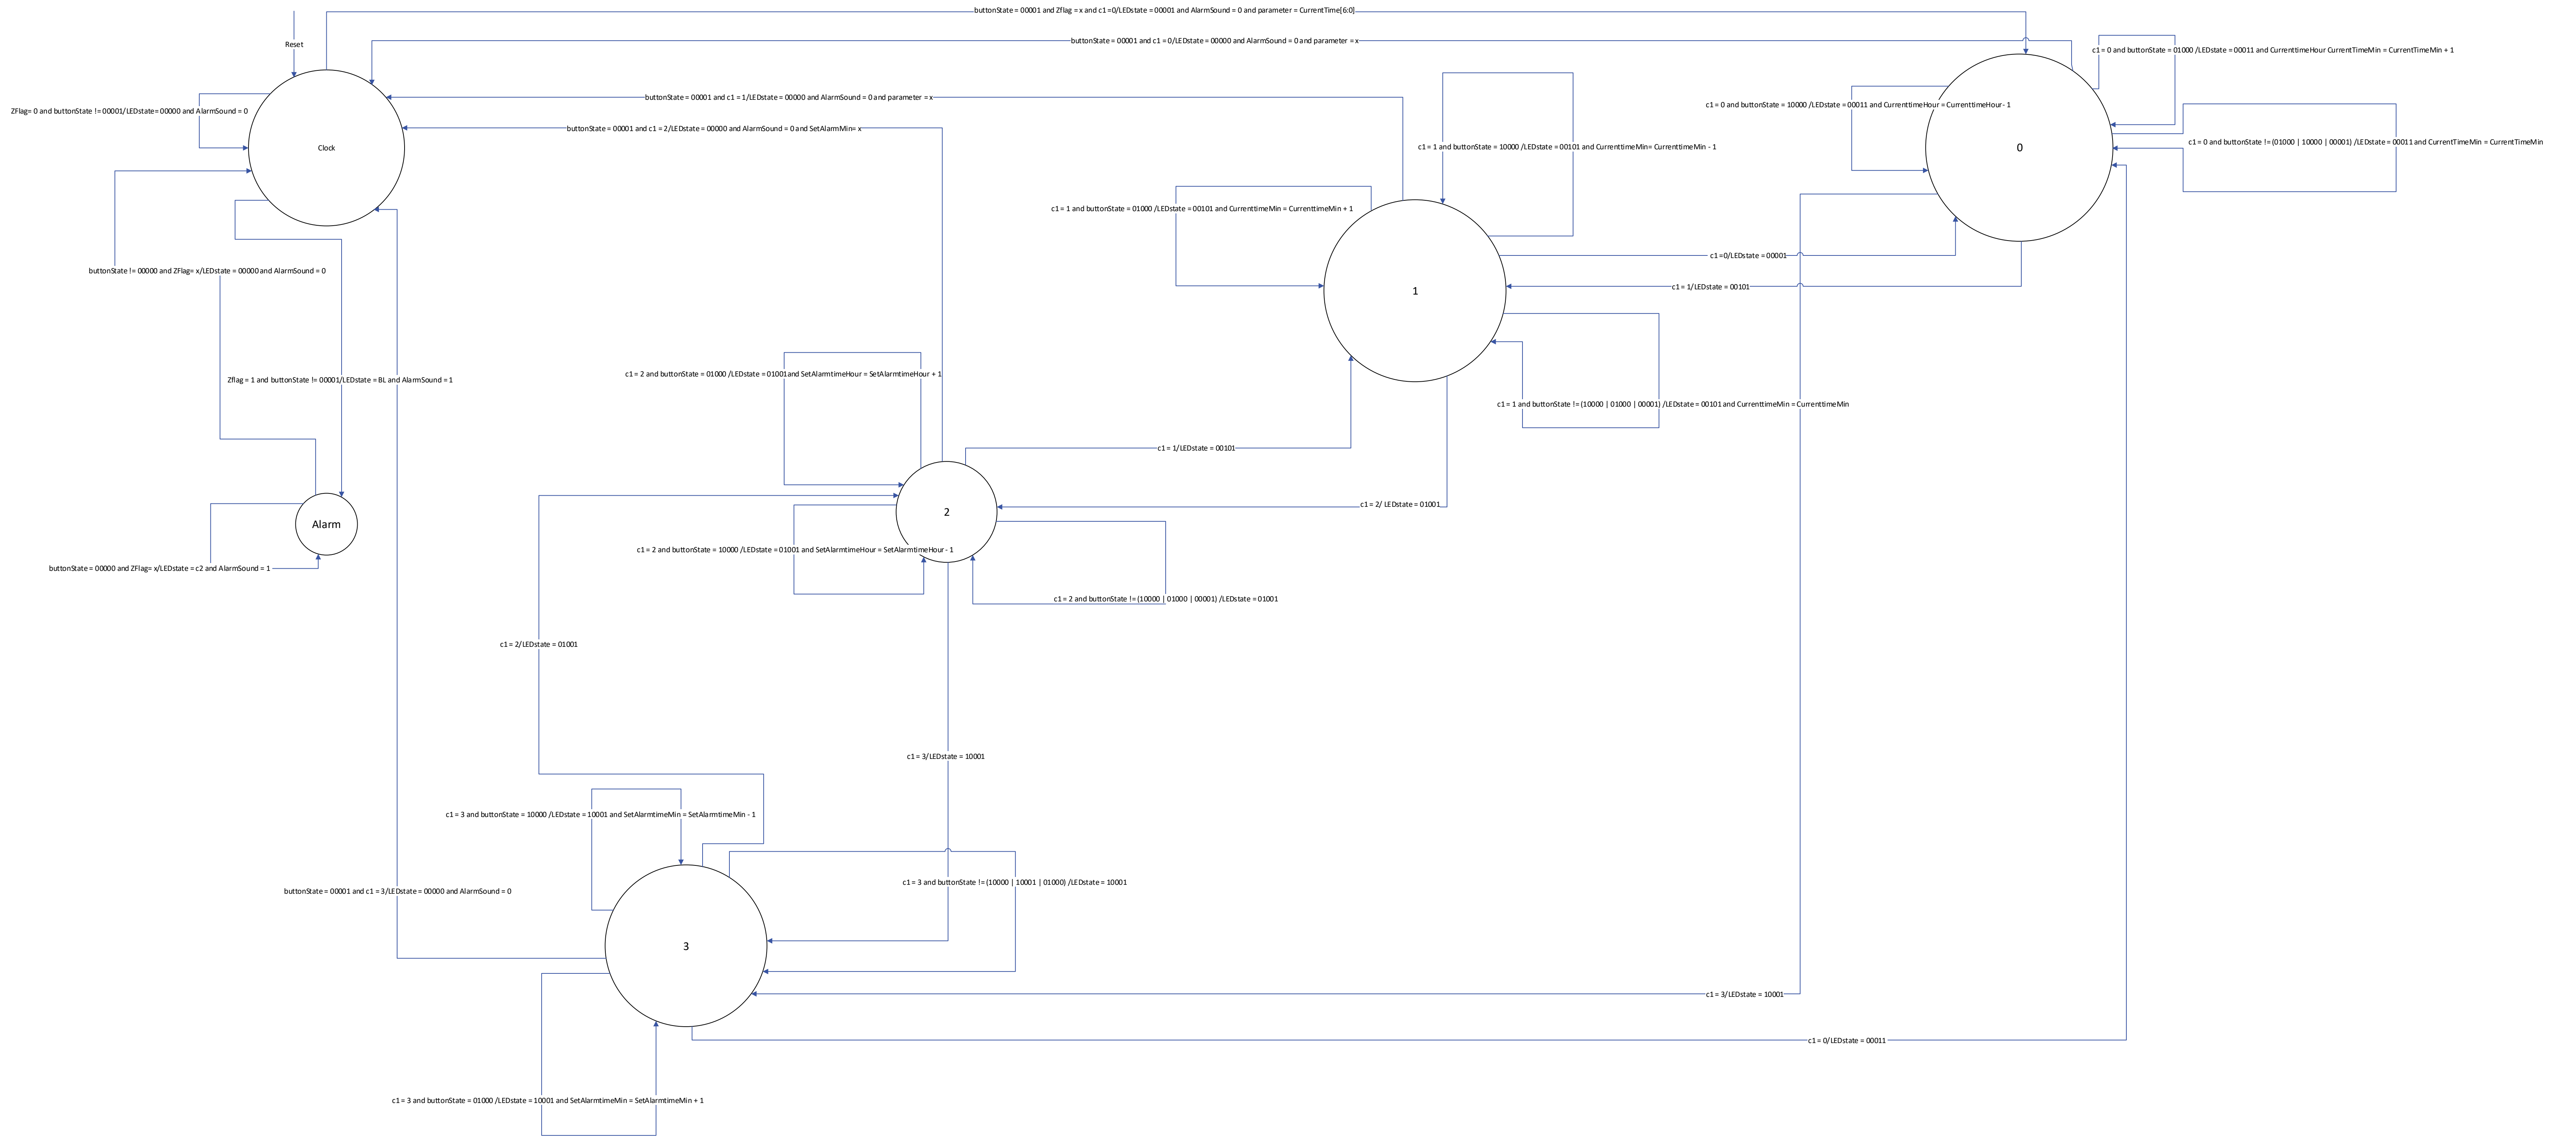 buttonState = 00001 and Zflag = x and c1 =0/LEDstate = 00001 and AlarmSound = 0 and parameter = CurrentTime[6:0]
Reset
buttonState = 00001 and c1 = 0/LEDstate = 00000 and AlarmSound = 0 and parameter = x
c1 = 0 and buttonState = 01000 /LEDstate = 00011 and CurrenttimeHour CurrentTimeMin = CurrentTimeMin + 1
buttonState = 00001 and c1 = 1/LEDstate = 00000 and AlarmSound = 0 and parameter = x
c1 = 0 and buttonState = 10000 /LEDstate = 00011 and CurrenttimeHour = CurrenttimeHour - 1
ZFlag= 0 and buttonState != 00001/LEDstate= 00000 and AlarmSound = 0
buttonState = 00001 and c1 = 2/LEDstate = 00000 and AlarmSound = 0 and SetAlarmMin= x
c1 = 0 and buttonState != (01000 | 10000 | 00001) /LEDstate = 00011 and CurrentTimeMin = CurrentTimeMin
Clock
c1 = 1 and buttonState = 10000 /LEDstate = 00101 and CurrenttimeMin= CurrenttimeMin - 1
0
c1 = 1 and buttonState = 01000 /LEDstate = 00101 and CurrenttimeMin = CurrenttimeMin + 1
c1 =0/LEDstate = 00001
buttonState != 00000 and ZFlag= x/LEDstate = 00000 and AlarmSound = 0
c1 = 1/LEDstate = 00101
1
c1 = 2 and buttonState = 01000 /LEDstate = 01001and SetAlarmtimeHour = SetAlarmtimeHour + 1
Zflag = 1 and buttonState != 00001/LEDstate = BL and AlarmSound = 1
c1 = 1 and buttonState != (10000 | 01000 | 00001) /LEDstate = 00101 and CurrenttimeMin = CurrenttimeMin
c1 = 1/LEDstate = 00101
c1 = 2/ LEDstate = 01001
2
Alarm
c1 = 2 and buttonState = 10000 /LEDstate = 01001 and SetAlarmtimeHour = SetAlarmtimeHour - 1
buttonState = 00000 and ZFlag= x/LEDstate = c2 and AlarmSound = 1
c1 = 2 and buttonState != (10000 | 01000 | 00001) /LEDstate = 01001
c1 = 2/LEDstate = 01001
c1 = 3/LEDstate = 10001
c1 = 3 and buttonState = 10000 /LEDstate = 10001 and SetAlarmtimeMin = SetAlarmtimeMin - 1
c1 = 3 and buttonState != (10000 | 10001 | 01000) /LEDstate = 10001
buttonState = 00001 and c1 = 3/LEDstate = 00000 and AlarmSound = 0
3
c1 = 3/LEDstate = 10001
c1 = 0/LEDstate = 00011
c1 = 3 and buttonState = 01000 /LEDstate = 10001 and SetAlarmtimeMin = SetAlarmtimeMin + 1